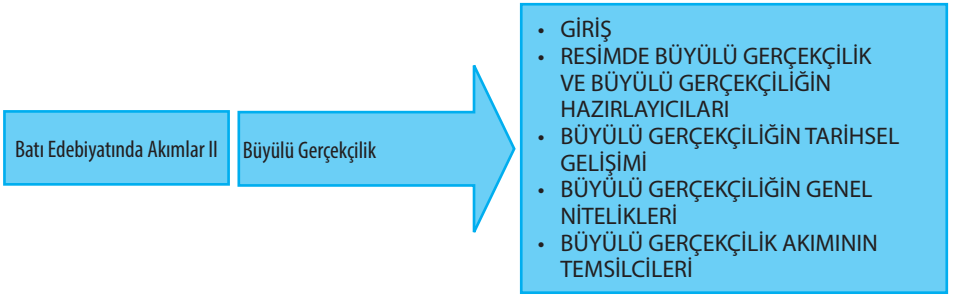 Batı Edebiyatında Akımlar II
Büyülü Gerçekçilik
• GİRİŞ
• RESİMDE BÜYÜLÜ GERÇEKÇİLİK
VE BÜYÜLÜ GERÇEKÇİLİĞİN
HAZIRLAYICILARI
• BÜYÜLÜ GERÇEKÇİLİĞİN TARİHSEL
GELİŞİMİ
• BÜYÜLÜ GERÇEKÇİLİĞİN GENEL
NİTELİKLERİ
• BÜYÜLÜ GERÇEKÇİLİK AKIMININ
TEMSİLCİLERİ